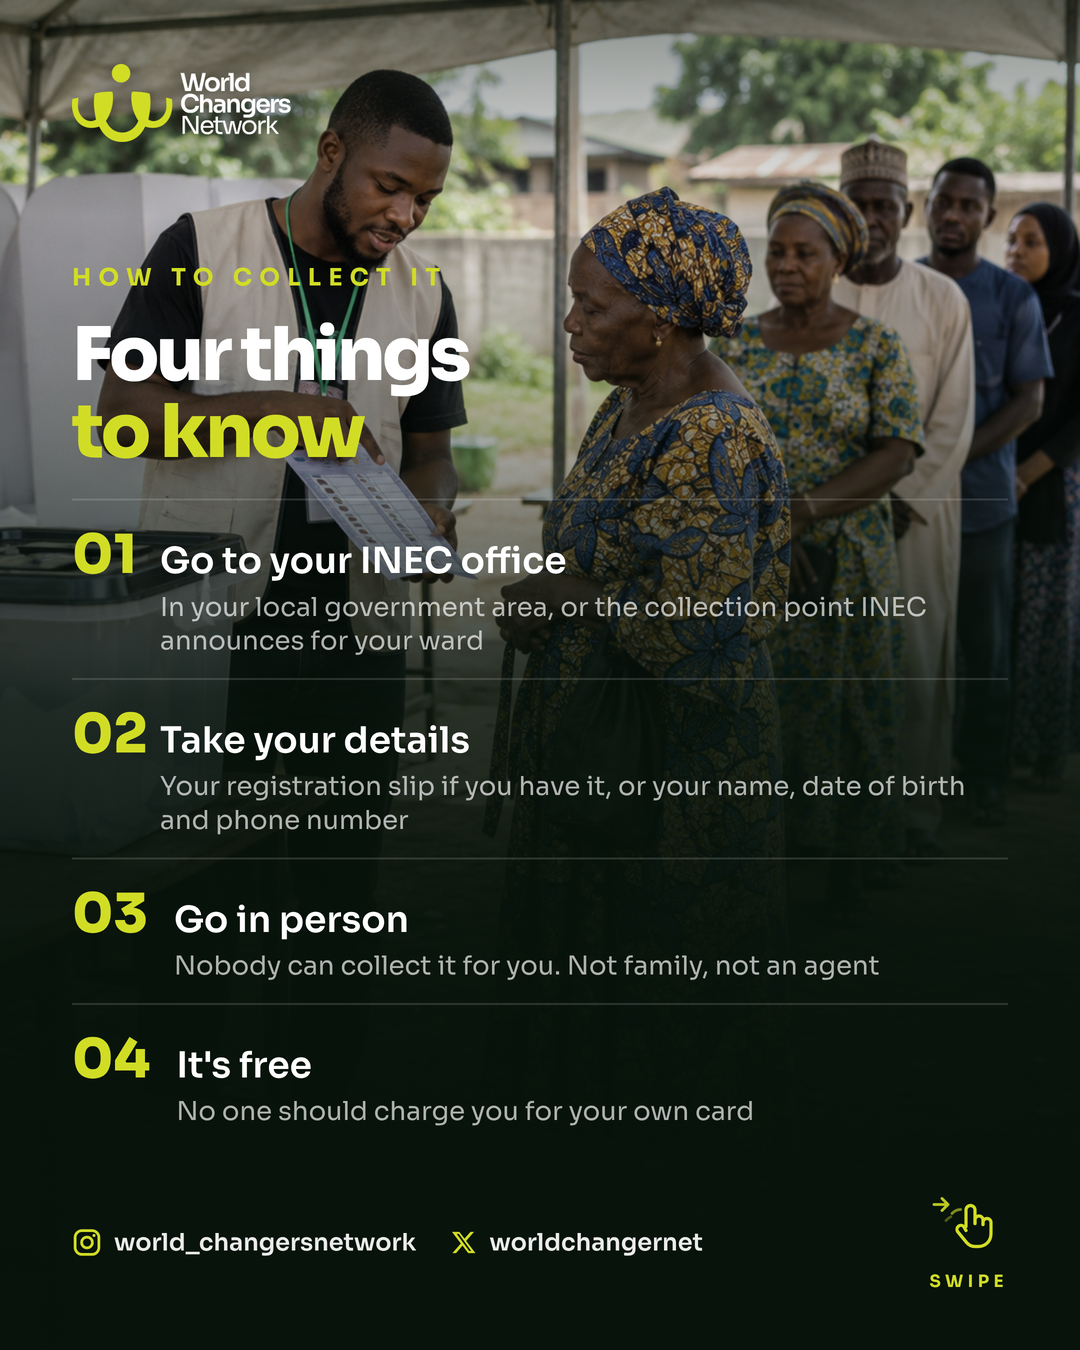 World
Changers
Network
HOW TO COLLECT IT
Four things
to know
01 Go to your INEC office
In your local government area, or the collection point INEC
announces for your ward
02 Take your details
Your registration slip if you have it, or your name, date of birth
and phone number
03 Go in person
Nobody can collect it for you. Not family, not an agent
04 It's free
No one should charge you for your own card
world_changersnetwork worldchangernet
SWIPE